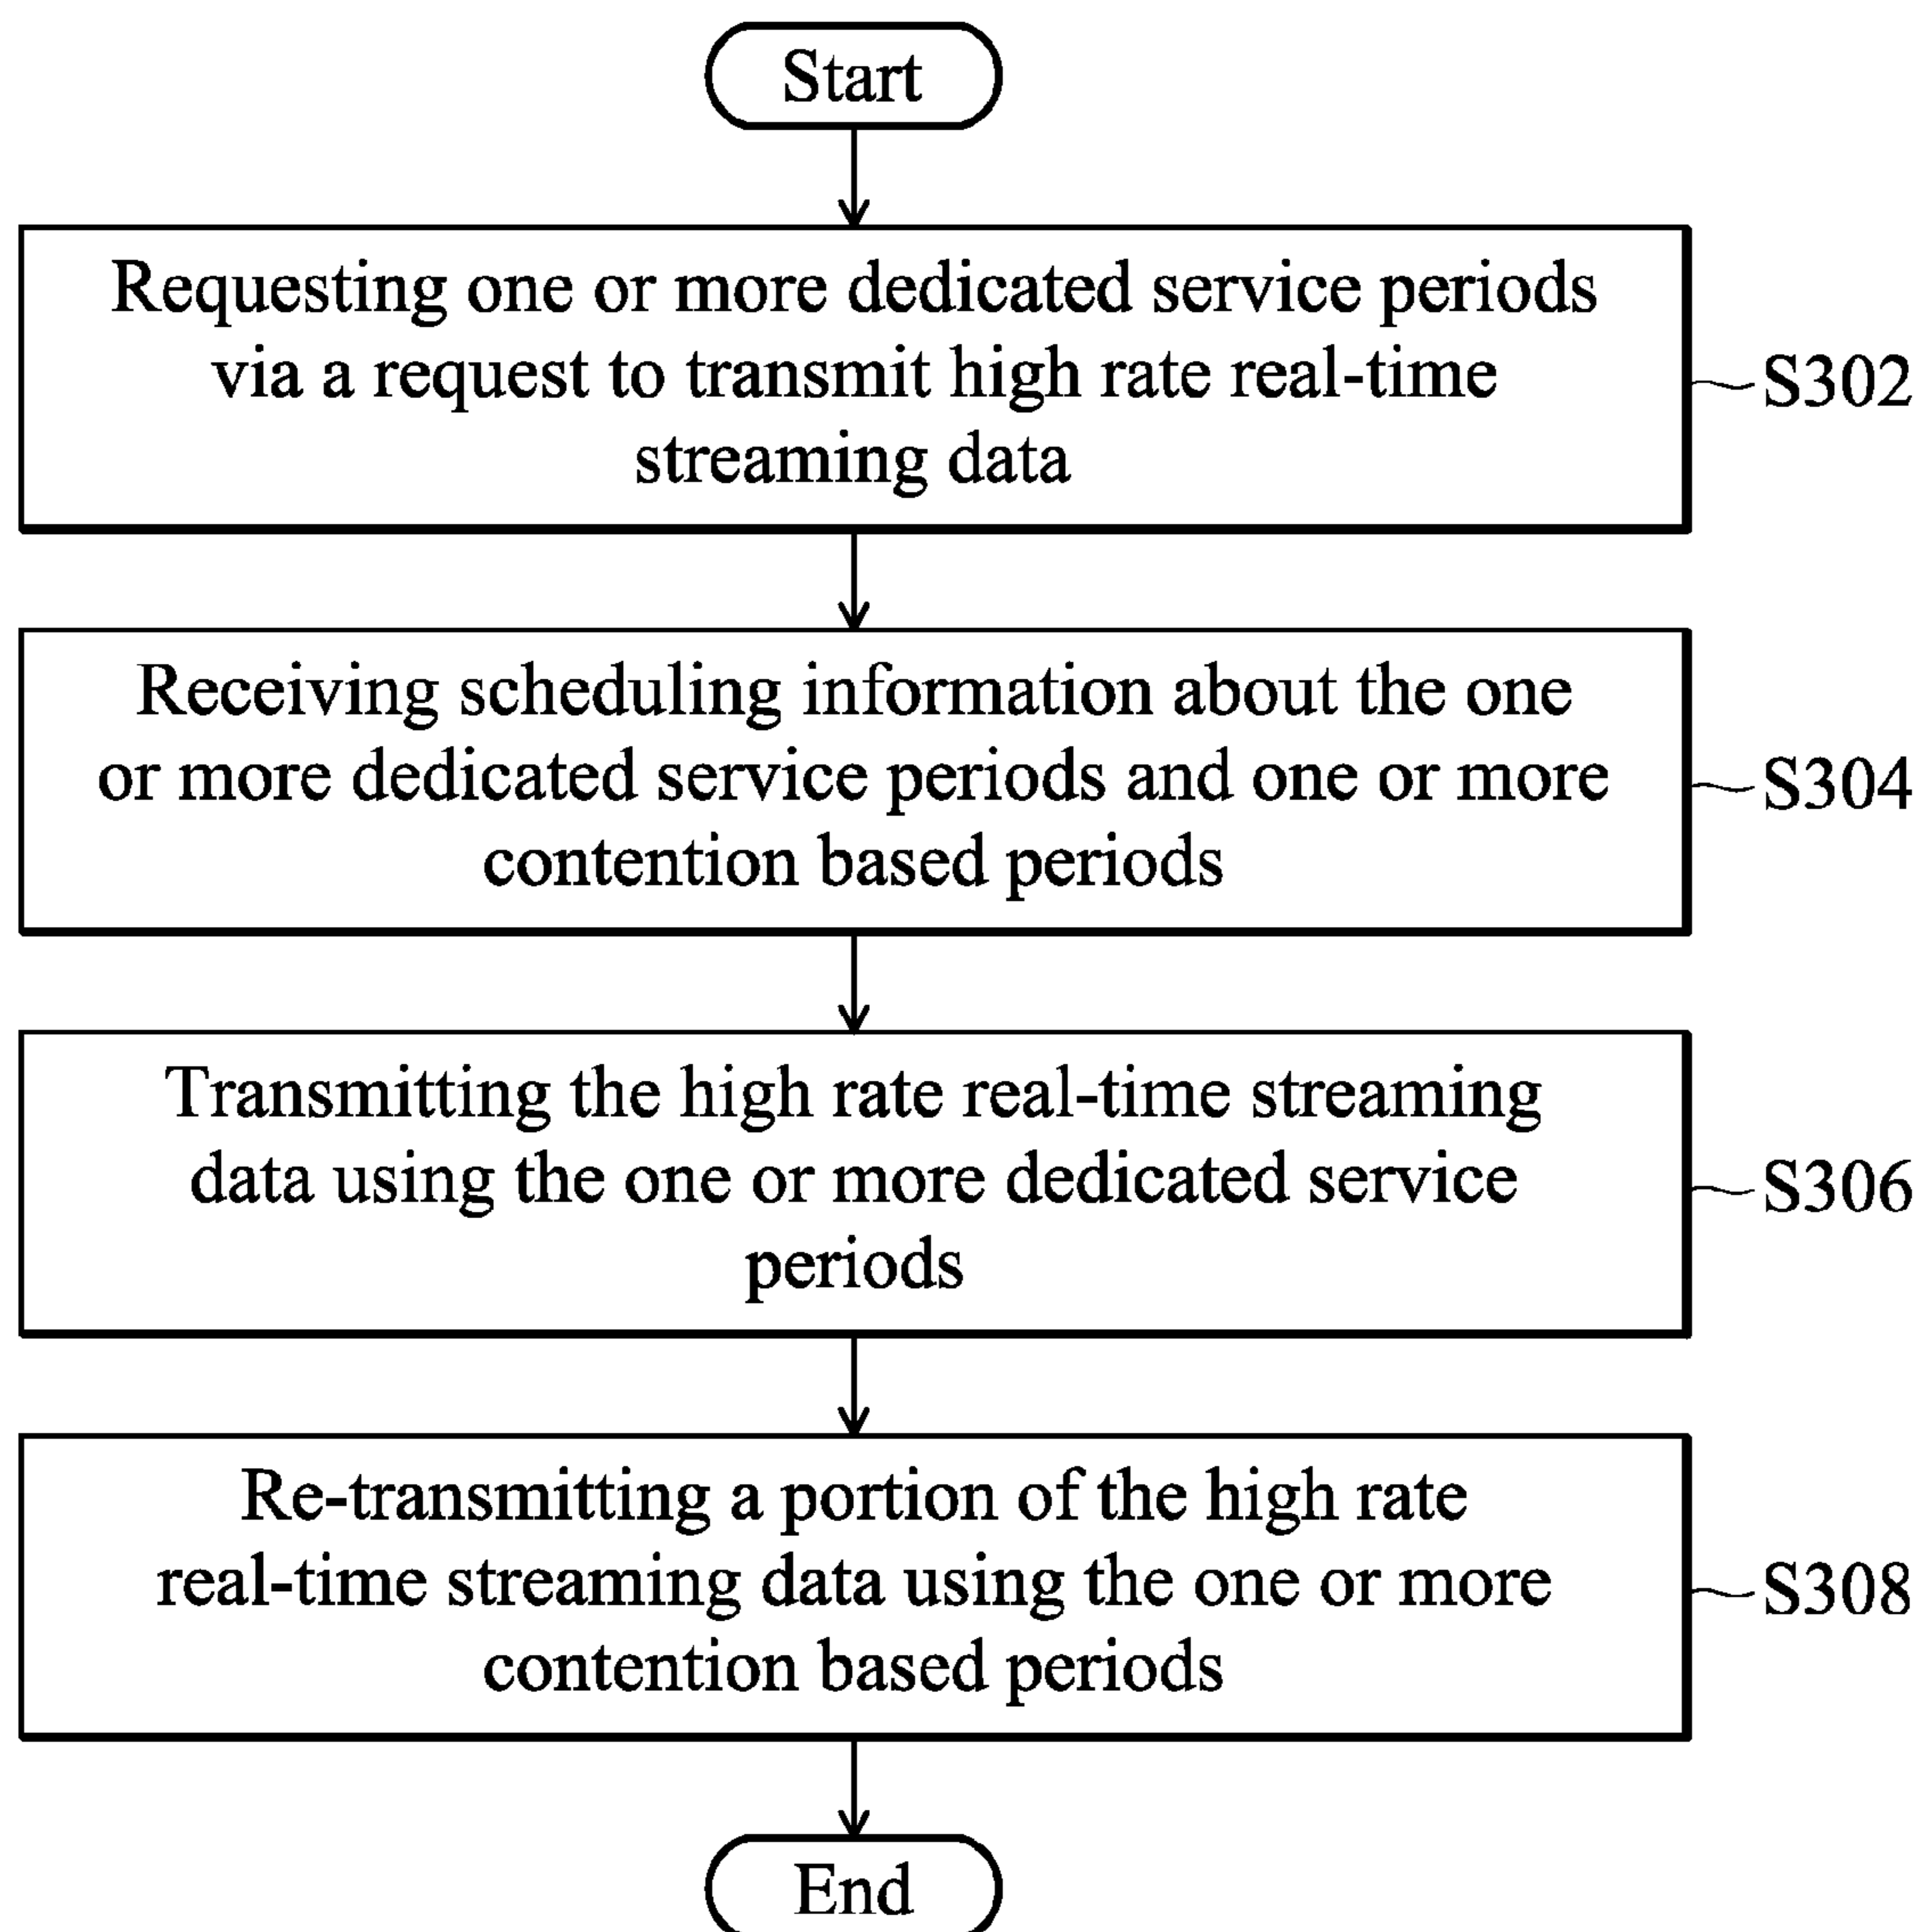 Start
Requesting one or more dedicated service periods
via a request to transmit high rate real-time
streaming data
S302
Receiving scheduling information about the one
or more dedicated service periods and one or more
contention based periods
S304
Transmitting the high rate real-time streaming
data using the one or more dedicated service
periods
S306
Re-transmitting a portion of the high rate
real-time streaming data using the one or more
contention based periods
S308
End